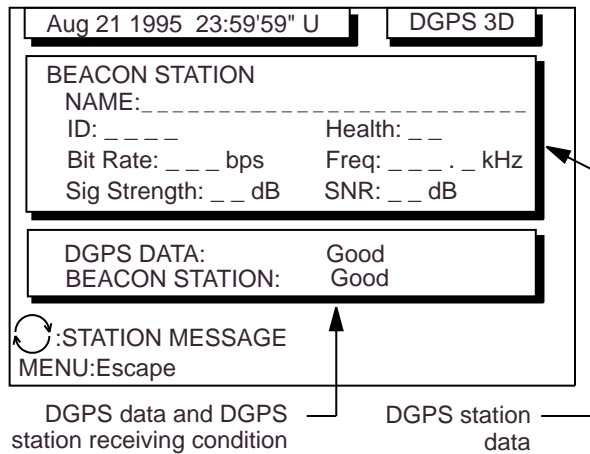 Aug 21 1995 23:59'59" U
DGPS 3D
BEACON STATION
NAME:_ _ _ _ _ _ _ _ _ _ _ _ _ _ _ _ _ _ _ _ _ _ _ _
ID: _ _ _ _ Health: _ _
Bit Rate: _ _ _ bps Freq: _ _ _ . _ kHz
Sig Strength: _ _ dB SNR: _ _ dB
DGPS DATA: Good
BEACON STATION: Good
:STATION MESSAGE
MENU:Escape
DGPS data and DGPS
station receiving condition
DGPS station
data